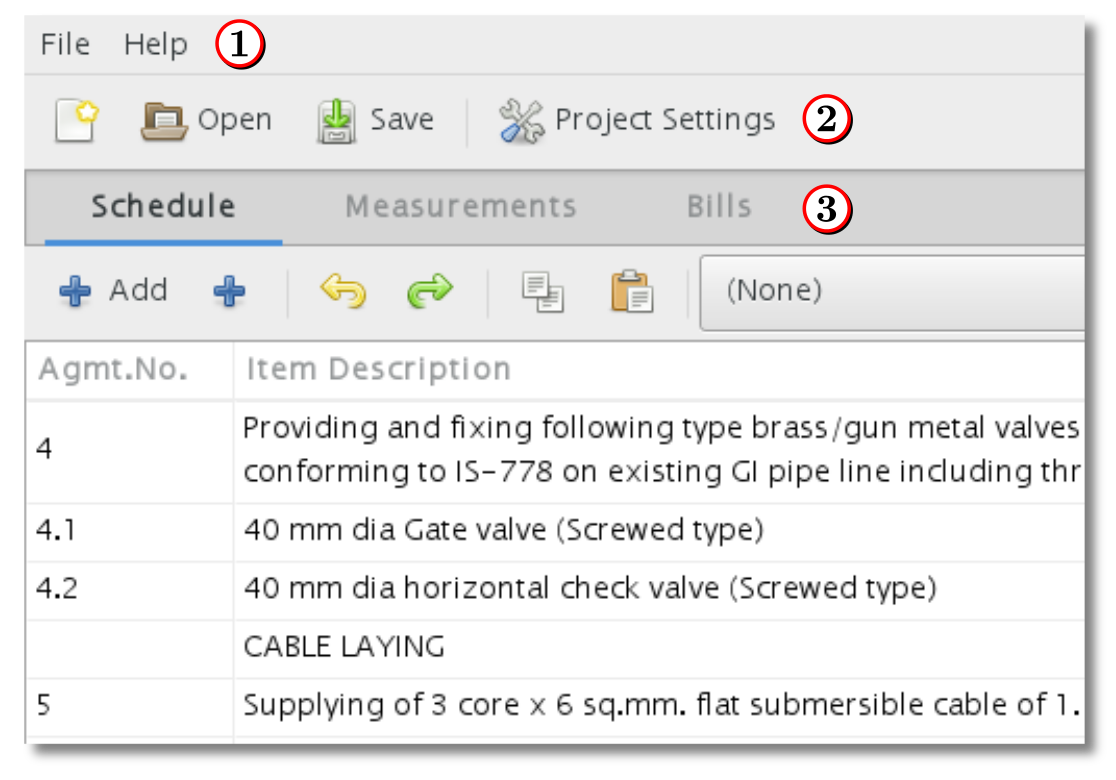 File Help 1
Open Save Project Settings 2
Schedule Measurements Bills 3
Add (None)
Agmt.No. Item Description
4 Providing and fixing following type brass/gun metal valves
conforming to IS-778 on existing GI pipe line including thr
4.1 40 mm dia Gate valve (Screwed type)
4.2 40 mm dia horizontal check valve (Screwed type)
CABLE LAYING
5 Supplying of 3 core x 6 sq.mm. flat submersible cable of 1.